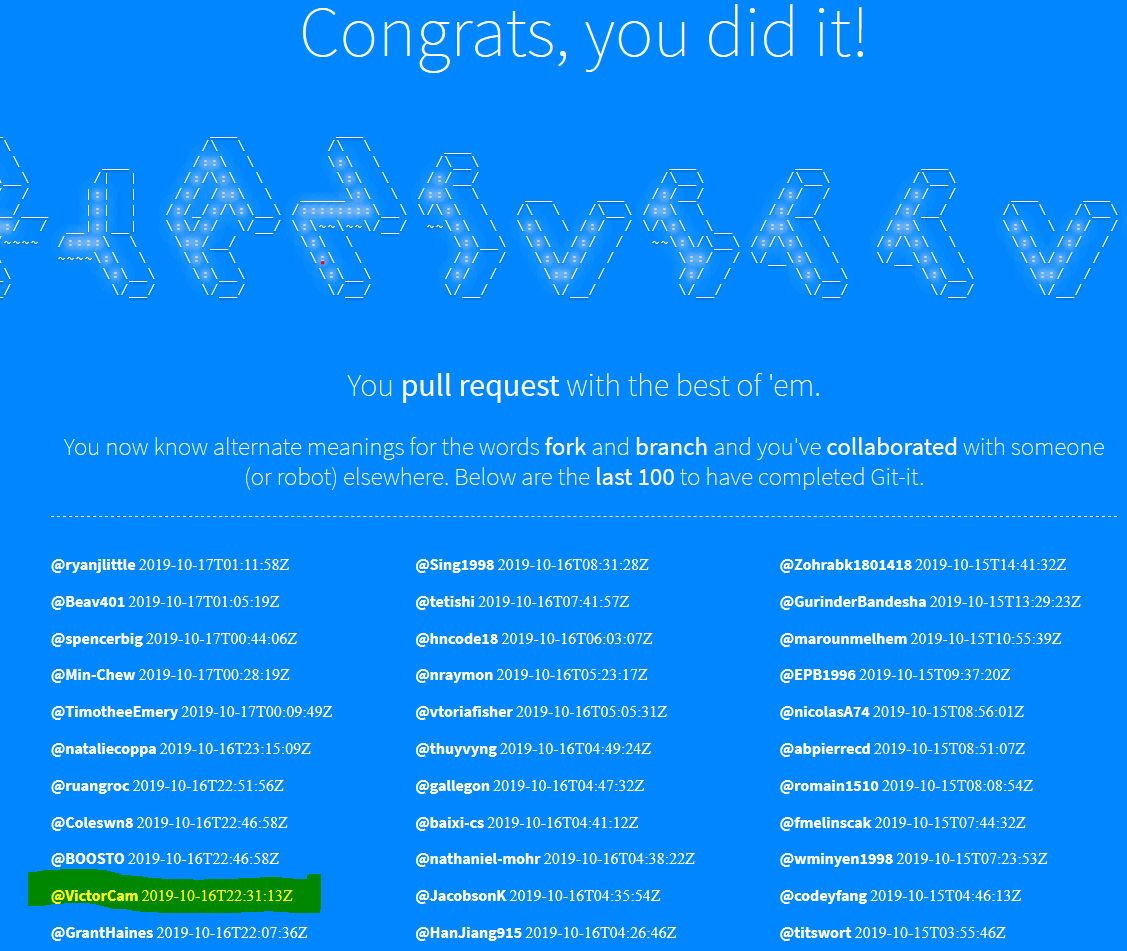 Congrats, you did it!
You pull request with the best of 'em.
You now know alternate meanings for the words fork and branch and you've collaborated with someone
(or robot) elsewhere. Below are the last 100 to have completed Git-it.
@ryanjlittle 2019-10-17T01:11:58Z
@Beav401 2019-10-17T01:05:19Z
@spencerbig 2019-10-17T00:44:06Z
@Min-Chew 2019-10-17T00:28:19Z
@TimotheeEmery 2019-10-17T00:09:49Z
@nataliecoppa 2019-10-16T23:15:09Z
@ruangroc 2019-10-16T22:51:56Z
@Coleswn8 2019-10-16T22:46:58Z
@BOOSTO 2019-10-16T22:46:58Z
@VictorCam 2019-10-16T22:31:13Z
@GrantHaines 2019-10-16T22:07:36Z
@Sing1998 2019-10-16T08:31:28Z
@tetishi 2019-10-16T07:41:57Z
@hncode18 2019-10-16T06:03:07Z
@nraymon 2019-10-16T05:23:17Z
@vtoriafisher 2019-10-16T05:05:31Z
@thuyvyng 2019-10-16T04:49:24Z
@gallegon 2019-10-16T04:47:32Z
@baixi-cs 2019-10-16T04:41:12Z
@nathaniel-mohr 2019-10-16T04:38:22Z
@JacobsonK 2019-10-16T04:35:54Z
@HanJiang915 2019-10-16T04:26:46Z
@Zohrabk1801418 2019-10-15T14:41:32Z
@GurinderBandesha 2019-10-15T13:29:23Z
@marounmelhem 2019-10-15T10:55:39Z
@EPB1996 2019-10-15T09:37:20Z
@nicolasA74 2019-10-15T08:56:01Z
@abpierrecd 2019-10-15T08:51:07Z
@romain1510 2019-10-15T08:08:54Z
@fmelinscak 2019-10-15T07:44:32Z
@wminyen1998 2019-10-15T07:23:53Z
@codeyfang 2019-10-15T04:46:13Z
@titswort 2019-10-15T03:55:46Z